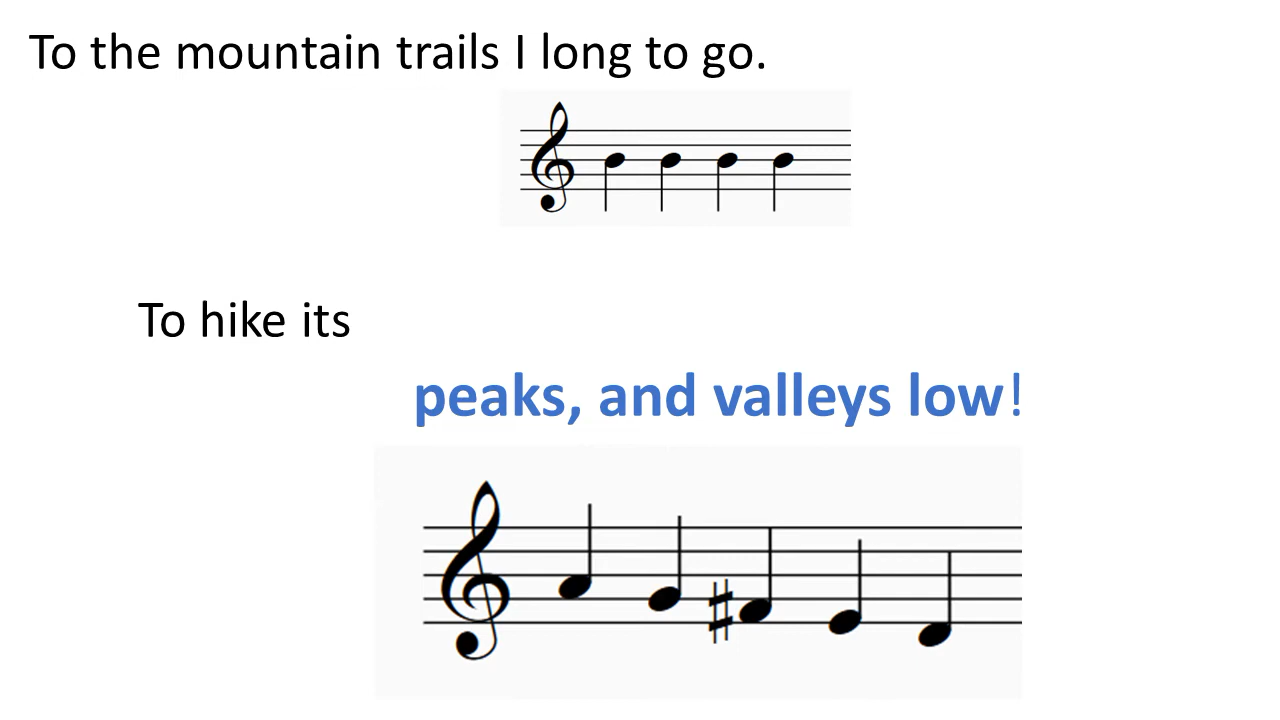 To the mountain trails I long to go.
To hike its
peaks, and valleys low!